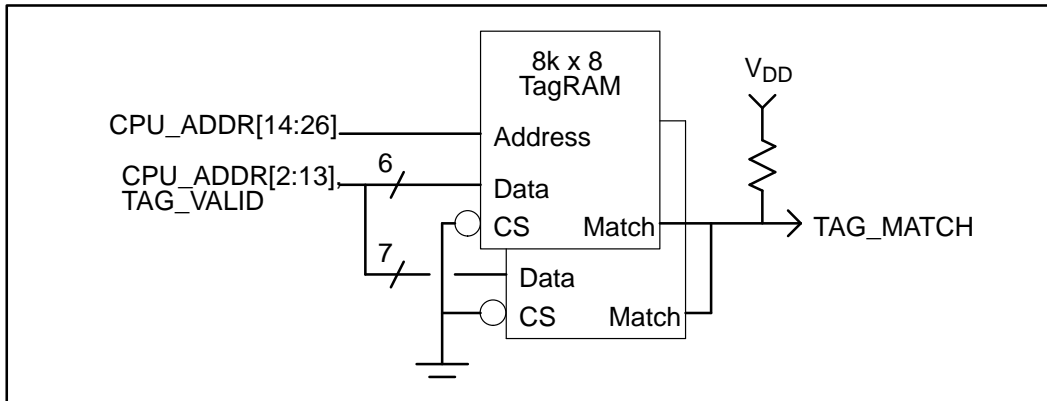 8k x 8
TagRAM
VDD
CPU_ADDR[14:26]
Address
CPU_ADDR[2:13],
TAG_VALID
6
Data
CS
Match
TAG_MATCH
7
Data
CS
Match